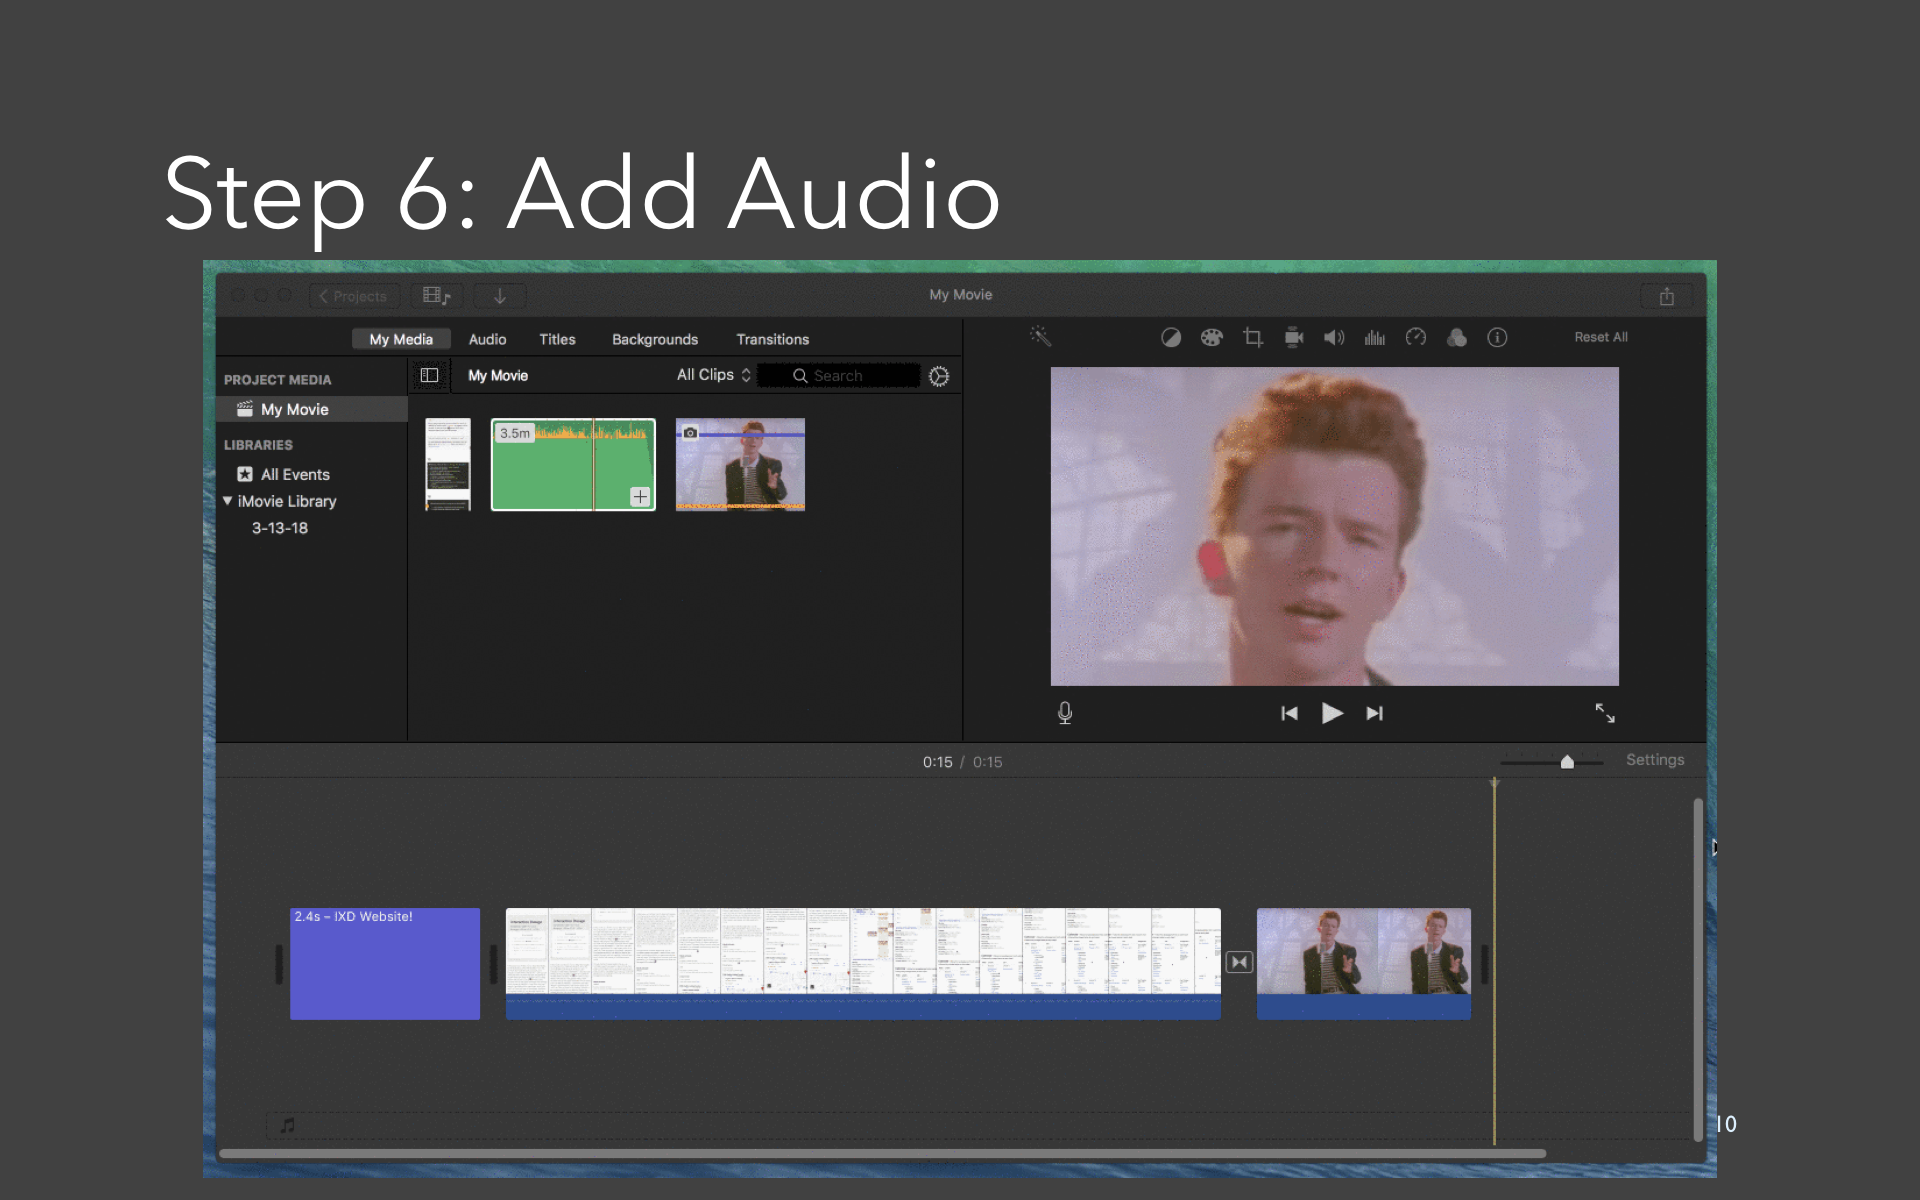 Step 6: Add Audio
Projects
My Movie
My Media Audio Titles Backgrounds Transitions
Reset All
PROJECT MEDIA
My Movie
All Clips
Search
My Movie
LIBRARIES
All Events
iMovie Library
3-13-18
3.5m
0:15 / 0:15
Settings
2.4s – IXD Website!
10